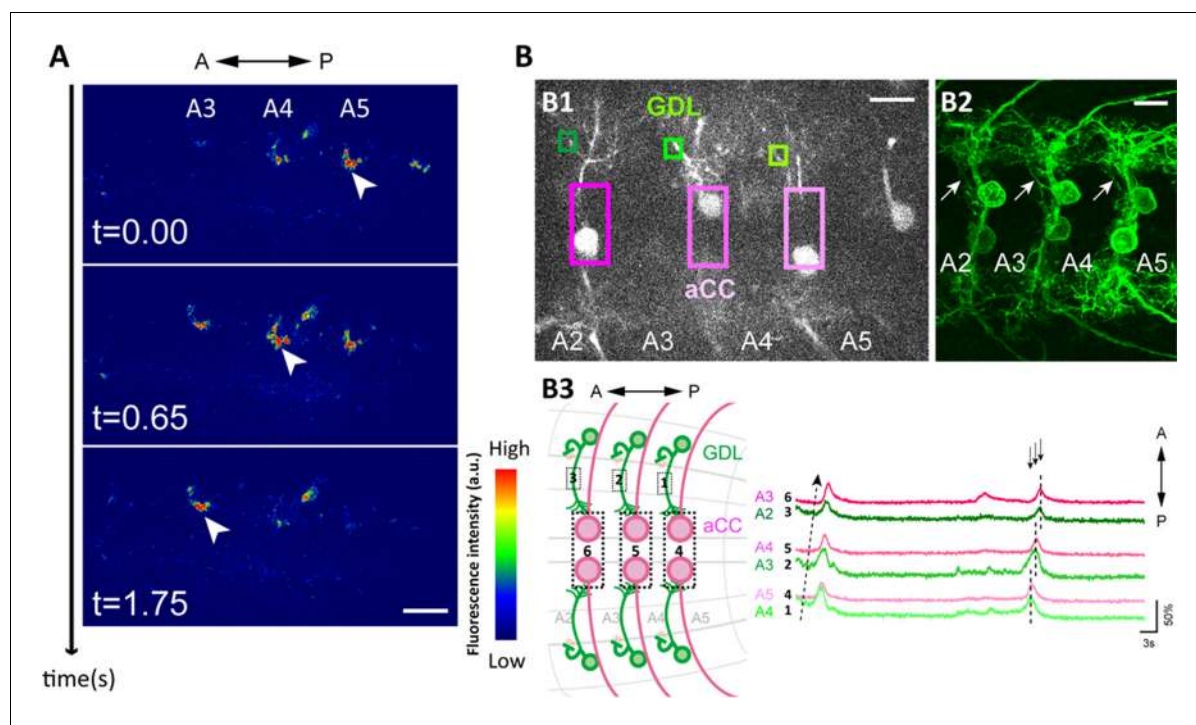 A
A P
A3 A4 A5
t=0.00
t=0.65
t=1.75
time(s)
High
Fluorescence intensity (a.u.)
Low
B
B1
GDL
aCC
A2 A3 A4 A5
B2
A2 A3 A4 A5
B3
A P
GDL
3 2 1
aCC
6 5 4
A2 A3 A4 A5
A
P
A3 6
A2 3
A4 5
A3 2
A5 4
A4 1
50%
3s